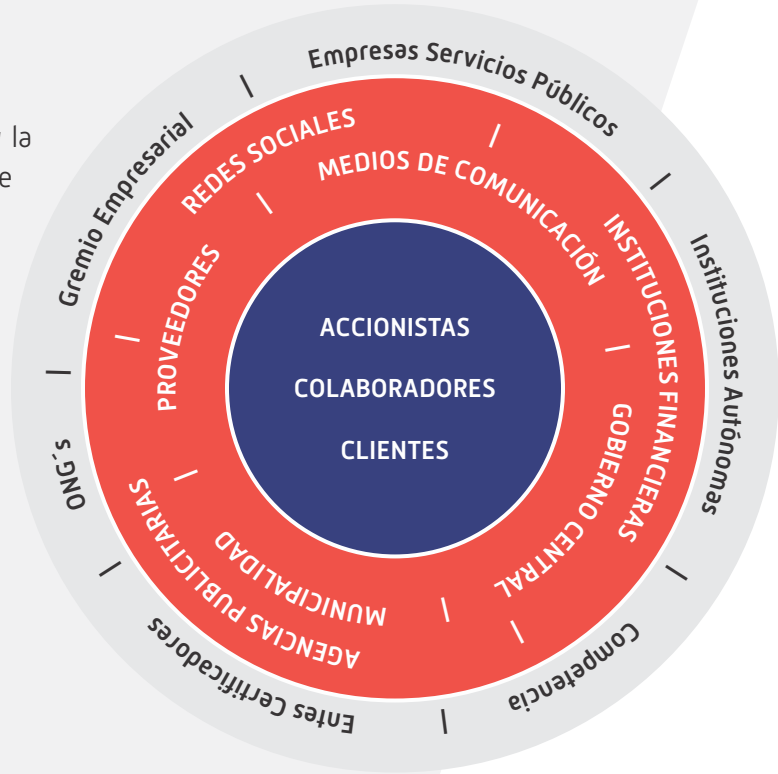 la
e
Empresas Servicios Públicos
Instituciones Autónomas
Competencia
Entes Certificadores
ONG´s
Gremio Empresarial
REDES SOCIALES
MEDIOS DE COMUNICACIÓN
INSTITUCIONES FINANCIERAS
GOBIERNO CENTRAL
MUNICIPALIDAD
AGENCIAS PUBLICITARIAS
PROVEEDORES
ACCIONISTAS
COLABORADORES
CLIENTES